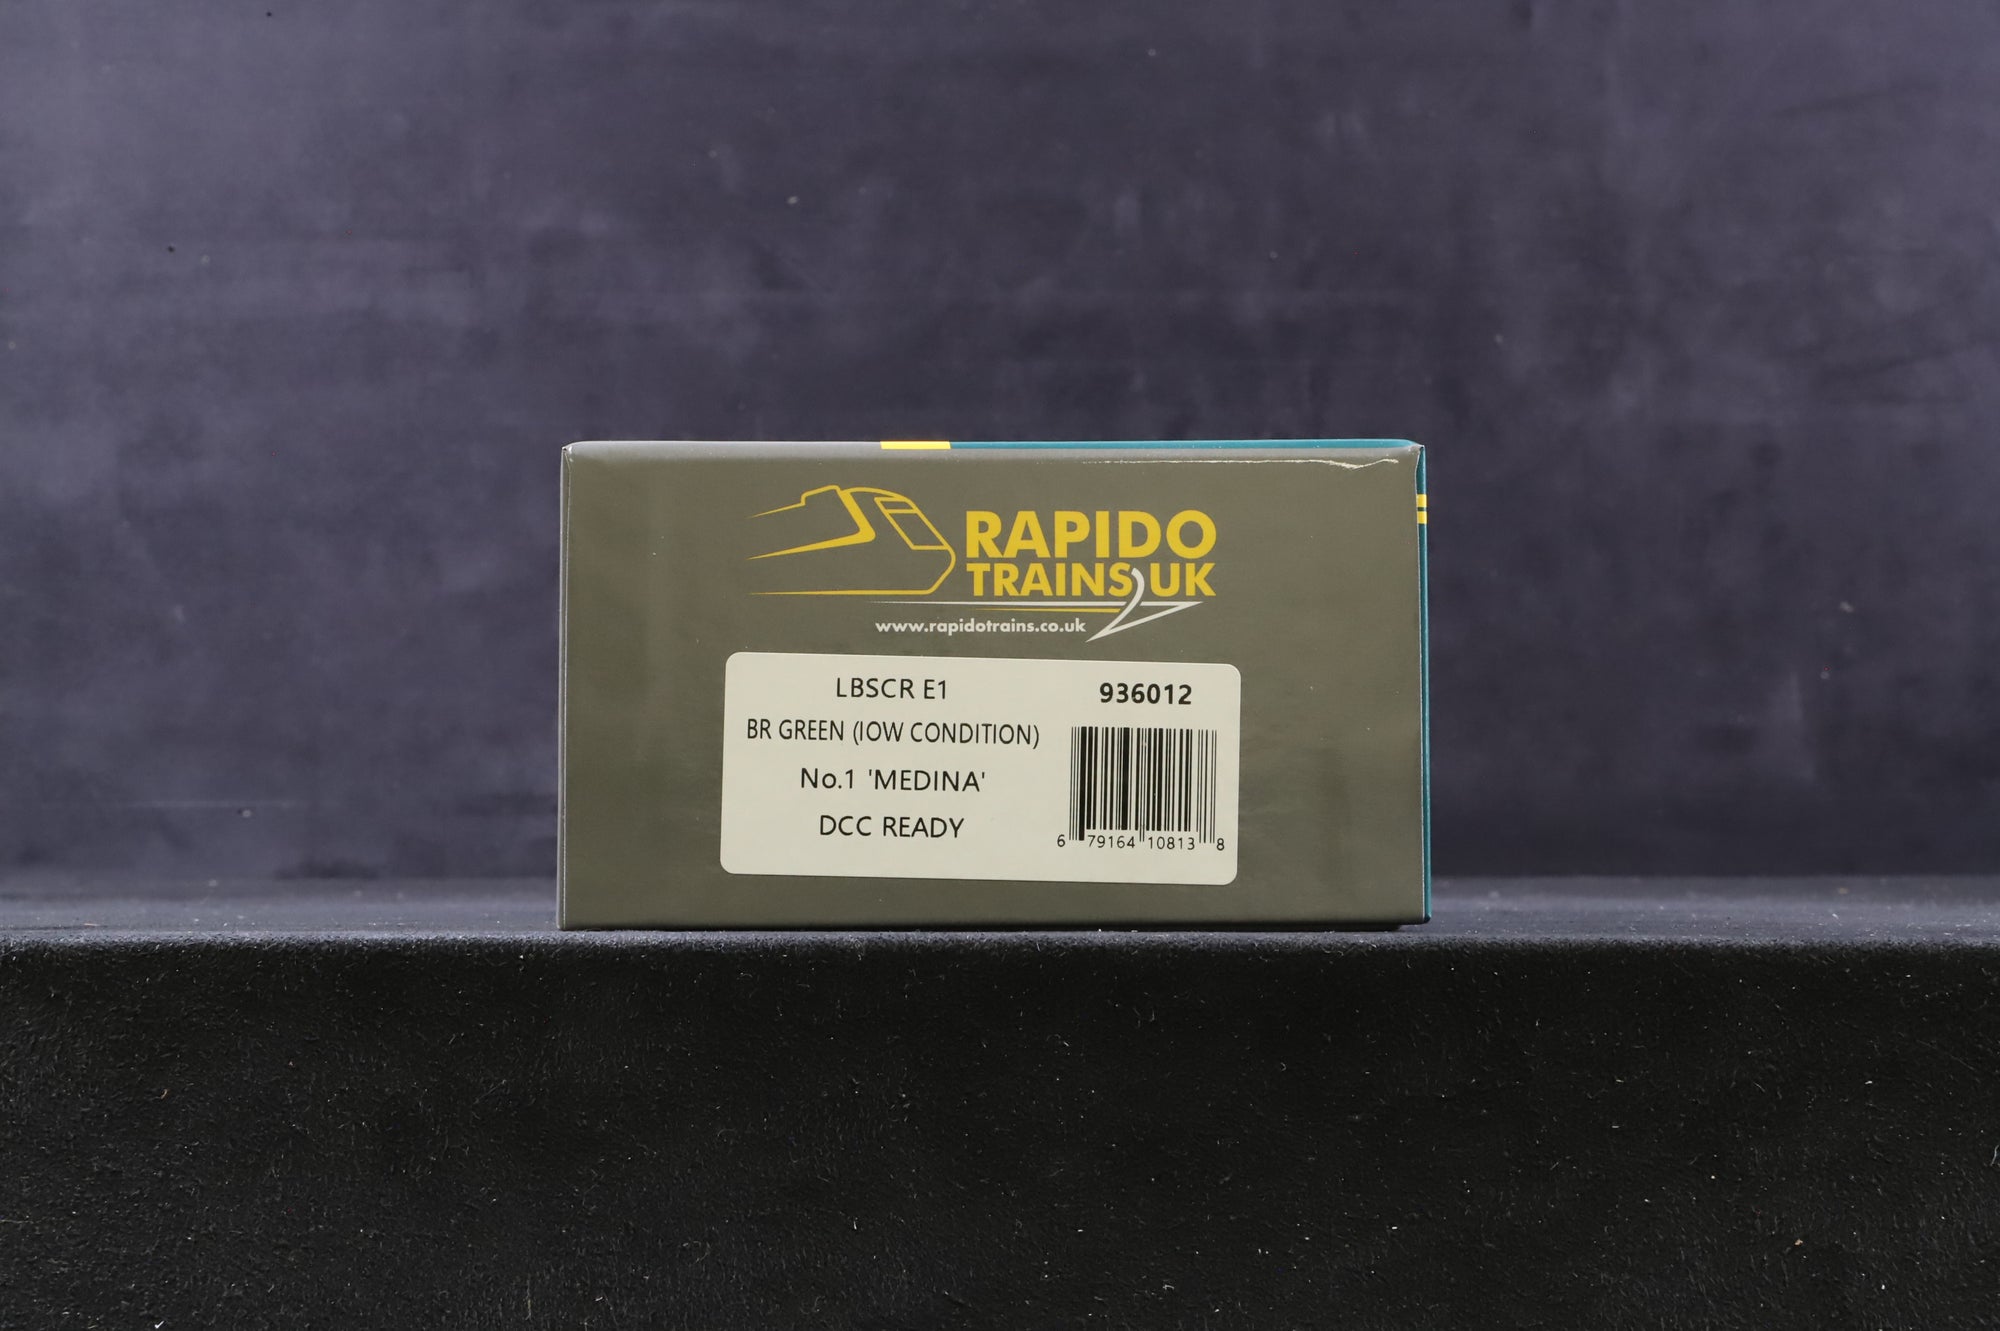 RAPIDO
TRAINS UK
www.rapidotrains.co.uk
LBSCR E1
936012
BR GREEN (IOW CONDITION)
No.1 'MEDINA'
DCC READY
6 79164 10813 8